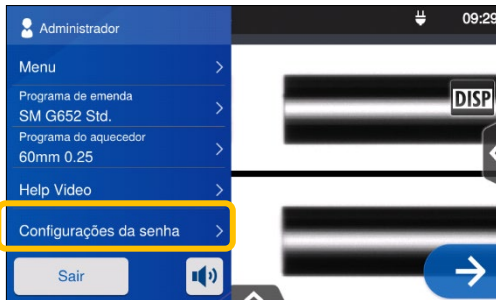 Administrador
09:29
Menu
Programa de emenda
SM G652 Std.
Programa do aquecedor
60mm 0.25
DISP
Help Video
Configurações da senha
Sair